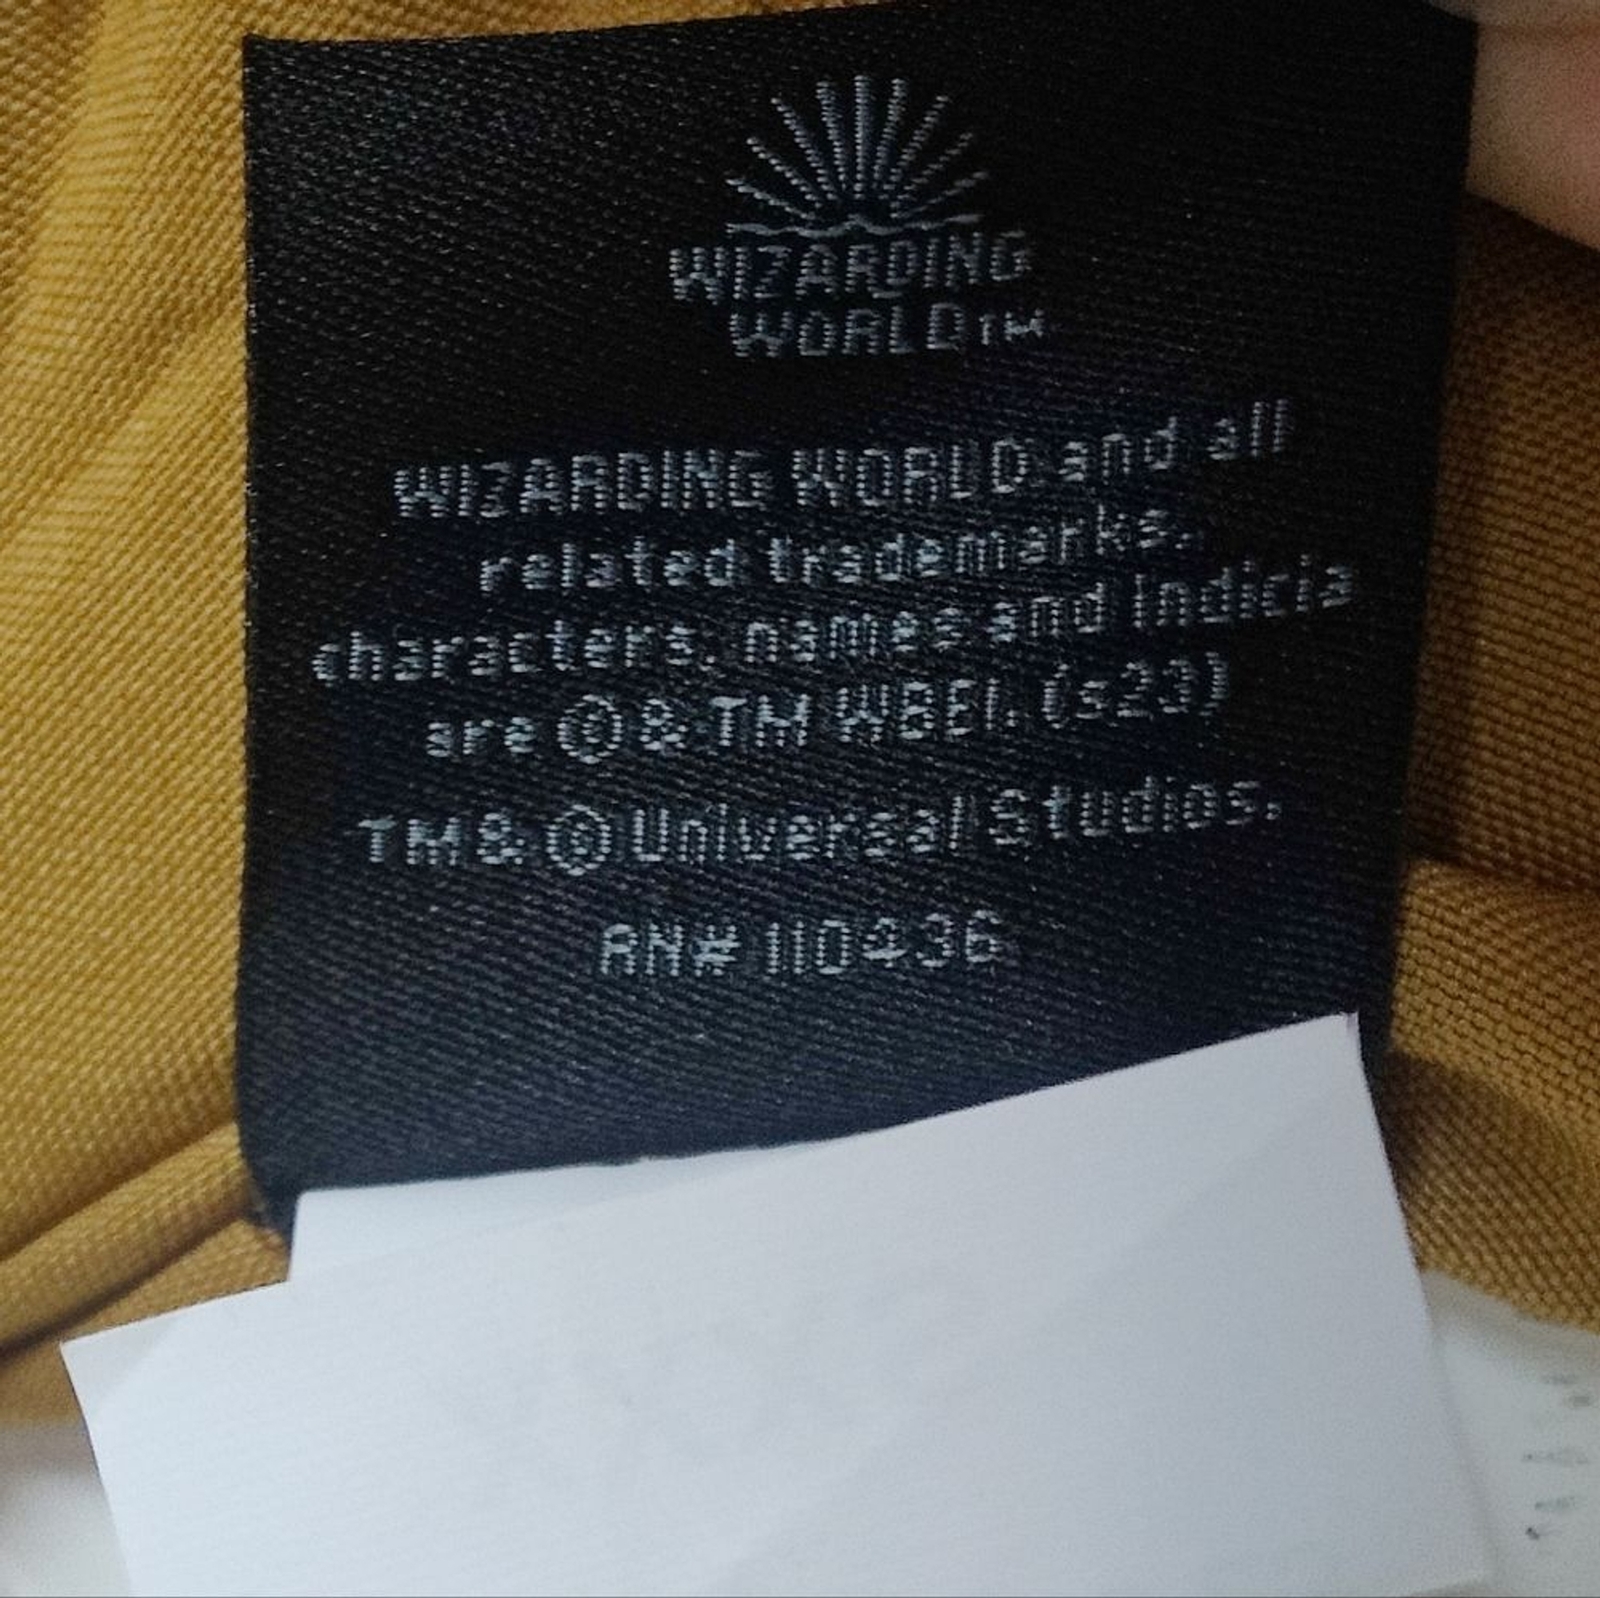 WIZARDING
WORLD™
WIZARDING WORLD and all
related trademarks,
characters, names and Indicia
are © & TM WBEI. (s23)
TM & © Universal Studios.
RN# 110436